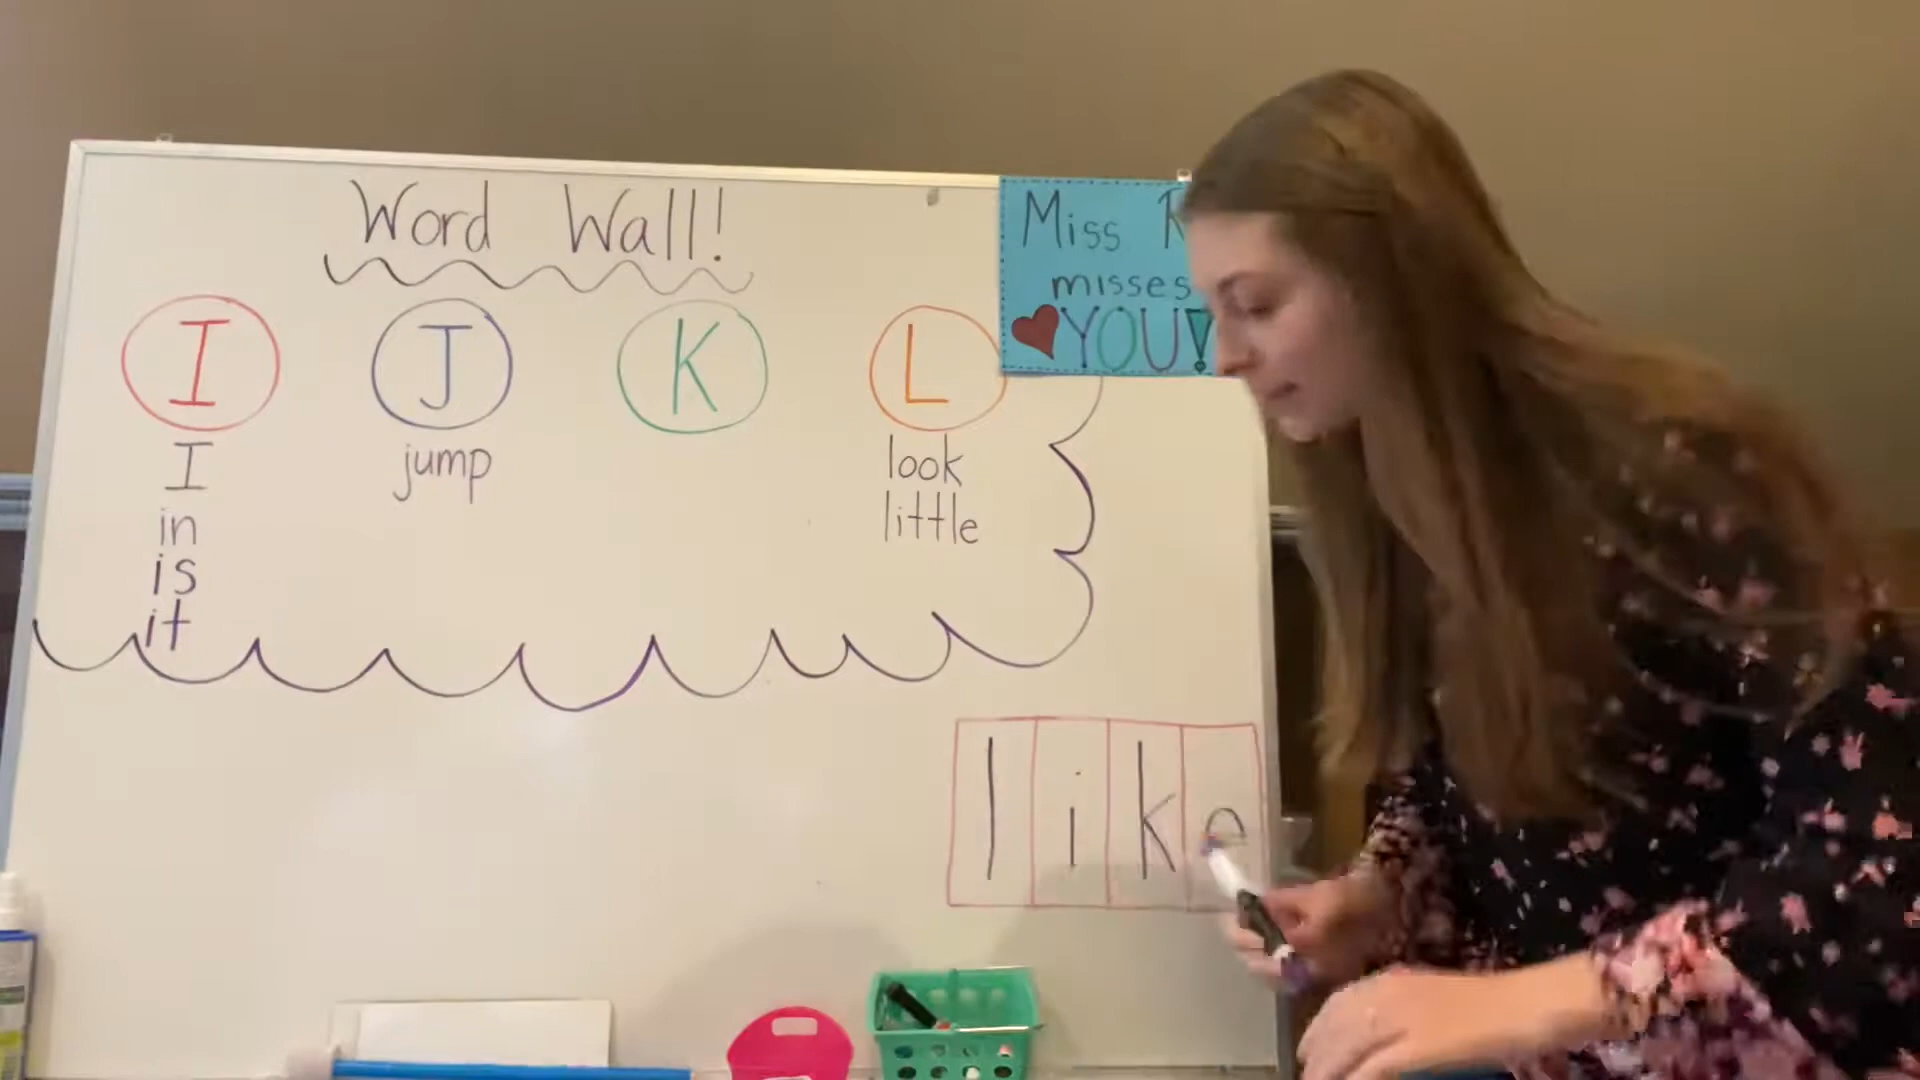 Word Wall!
Miss
misses
YOU!
I J K L
I jump look
in little
is
it
like